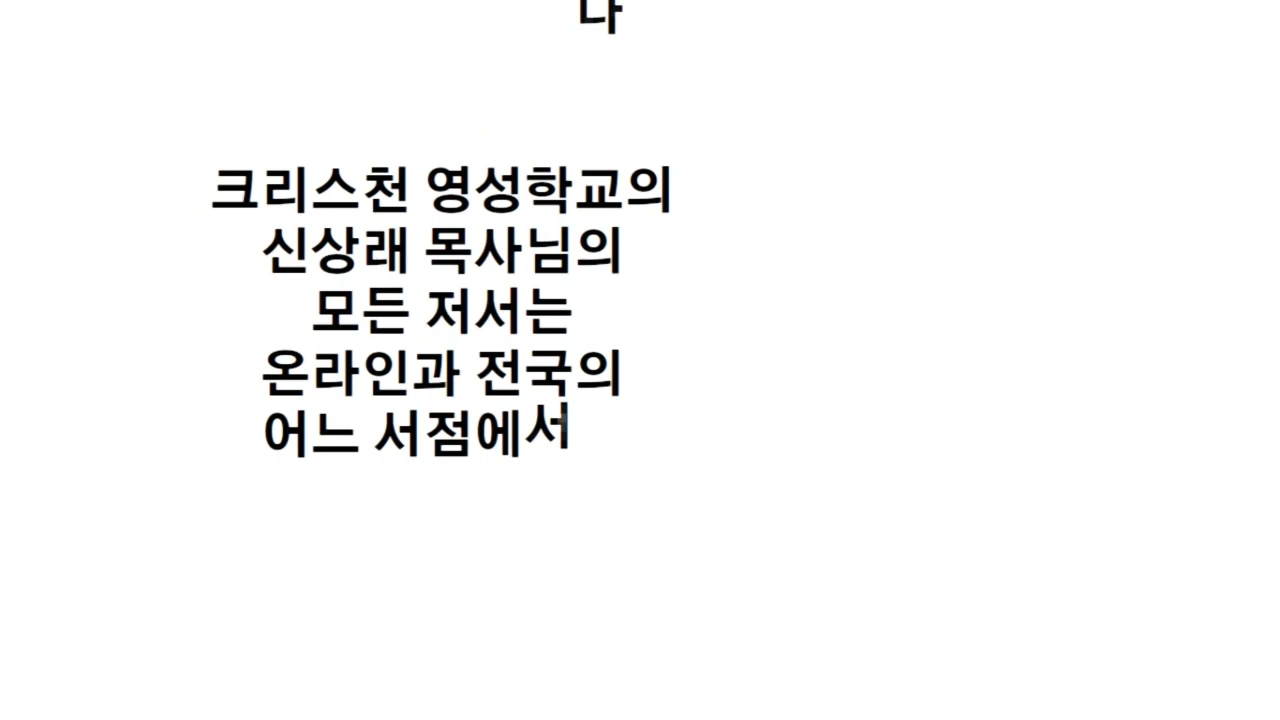 나
크리스천 영성학교의
신상래 목사님의
모든 저서는
온라인과 전국의
어느 서점에서